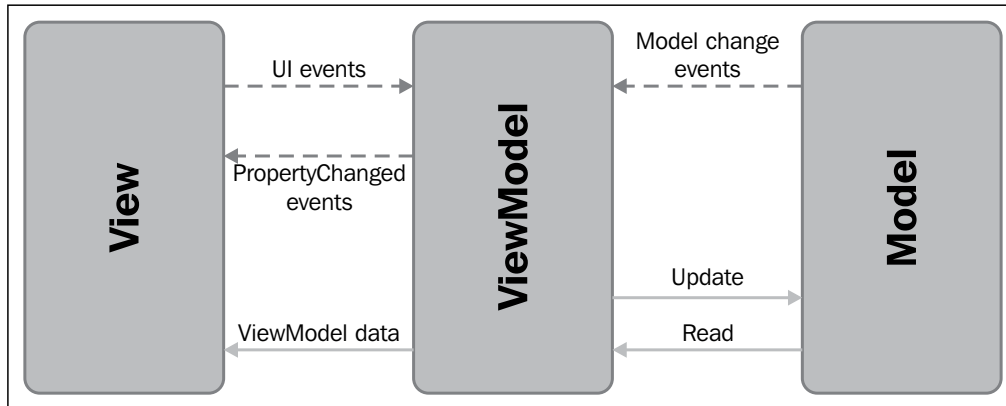 View
UI events
PropertyChanged
events
ViewModel data
ViewModel
Model change
events
Update
Read
Model